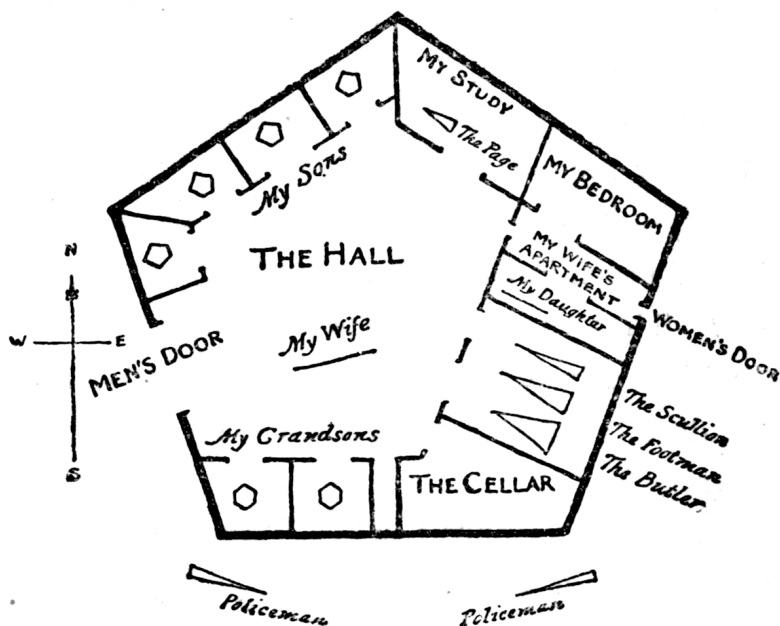 MY STUDY
The Page
MY BEDROOM
My Sons
N
THE HALL
MY WIFE'S
APARTMENT
My Daughter
W
E
MEN'S DOOR
My Wife
WOMEN'S DOOR
S
My Grandsons
The Scullion
The Footman
The Butler.
THE CELLAR
Policeman
Policeman